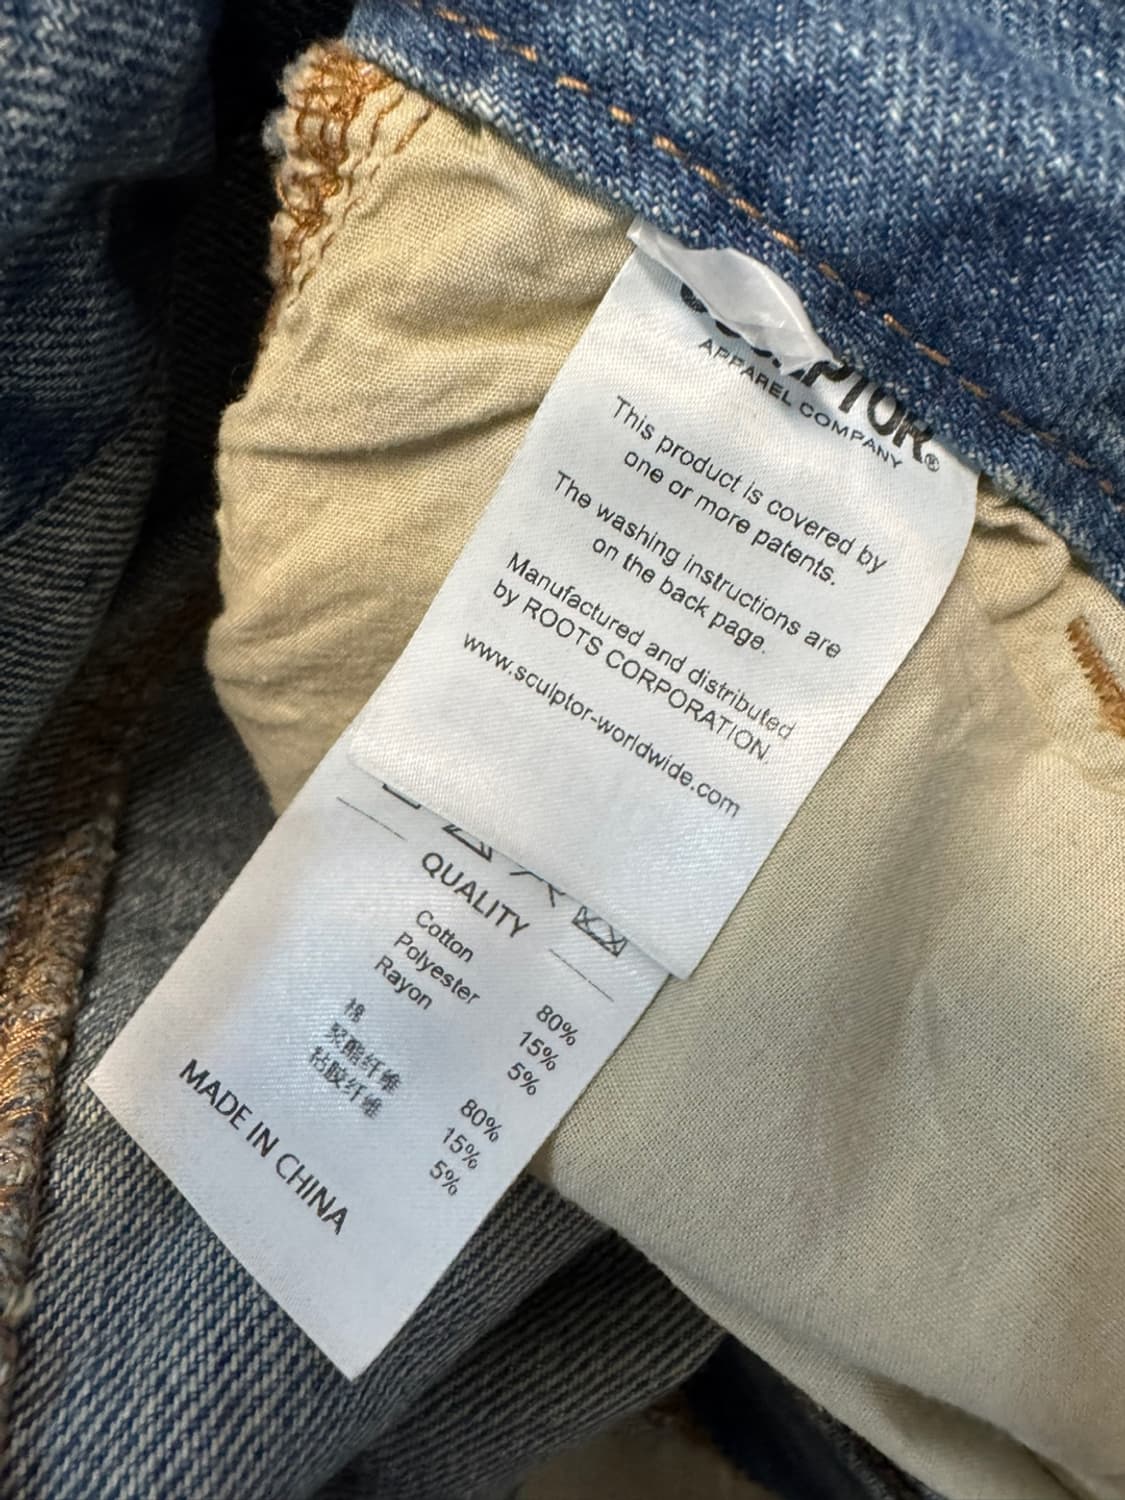 APPAREL COMPANY
This product is covered by
one or more patents.
The washing instructions are
on the back page.
Manufactured and distributed
by ROOTS CORPORATION.
www.sculptor-worldwide.com
QUALITY
Cotton 80%
Polyester 15%
Rayon 5%
棉 80%
聚酯纤维 15%
粘胶纤维 5%
MADE IN CHINA